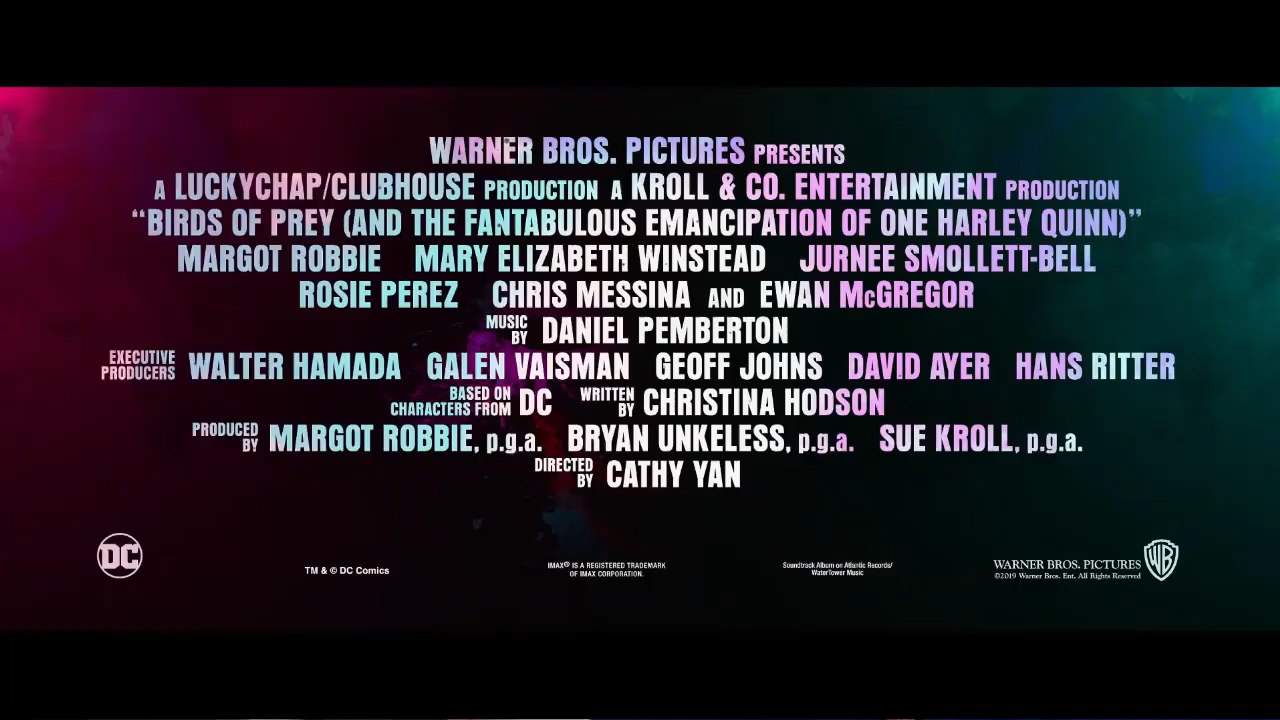 WARNER BROS. PICTURES PRESENTS
A LUCKYCHAP/CLUBHOUSE PRODUCTION A KROLL & CO. ENTERTAINMENT PRODUCTION
“BIRDS OF PREY (AND THE FANTABULOUS EMANCIPATION OF ONE HARLEY QUINN)”
MARGOT ROBBIE MARY ELIZABETH WINSTEAD JURNEE SMOLLETT-BELL
ROSIE PEREZ CHRIS MESSINA AND EWAN McGREGOR
MUSIC BY DANIEL PEMBERTON
EXECUTIVE PRODUCERS WALTER HAMADA GALEN VAISMAN GEOFF JOHNS DAVID AYER HANS RITTER
BASED ON CHARACTERS FROM DC WRITTEN BY CHRISTINA HODSON
PRODUCED BY MARGOT ROBBIE, p.g.a. BRYAN UNKELESS, p.g.a. SUE KROLL, p.g.a.
DIRECTED BY CATHY YAN
DC
TM & © DC Comics
IMAX® IS A REGISTERED TRADEMARK
OF IMAX CORPORATION.
Soundtrack Album on Atlantic Records/
WaterTower Music
WARNER BROS. PICTURES
©2019 Warner Bros. Ent. All Rights Reserved
WB